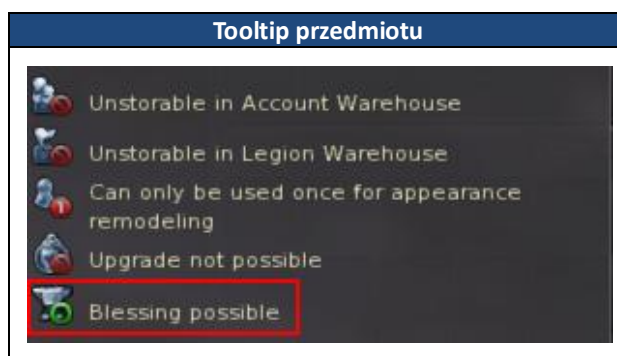 Tooltip przedmiotu
Unstorable in Account Warehouse
Unstorable in Legion Warehouse
Can only be used once for appearance
remodeling
Upgrade not possible
Blessing possible